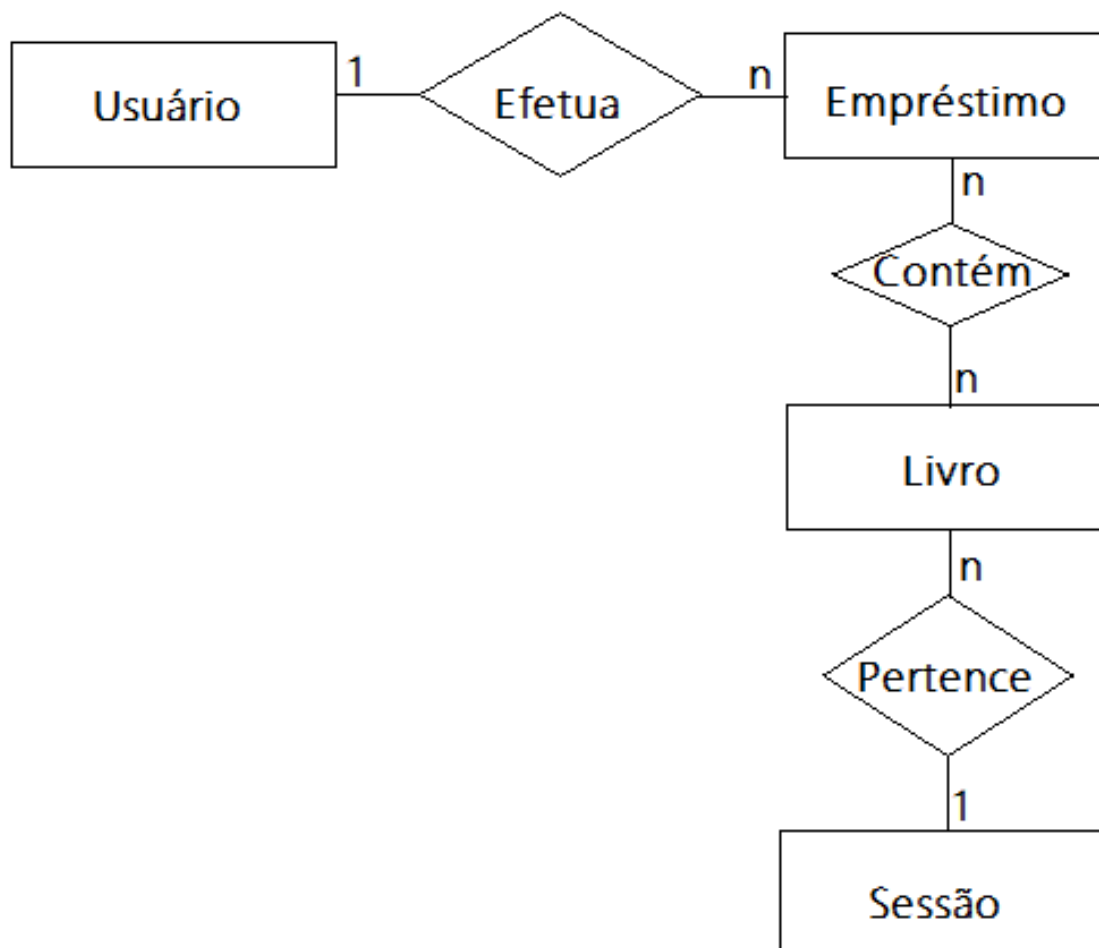 Usuário
1
Efetua
n
Empréstimo
n
Contém
n
Livro
n
Pertence
1
Sessão